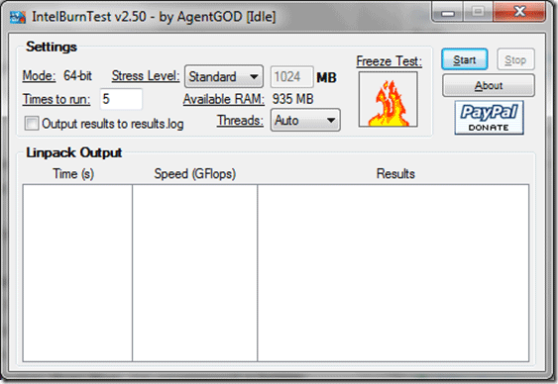 IntelBurnTest v2.50 - by AgentGOD [Idle]
Settings
Mode: 64-bit Stress Level: Standard 1024 MB
Times to run: 5 Available RAM: 935 MB
Output results to results.log Threads: Auto
Freeze Test:
Start Stop
About
PayPal
DONATE
Linpack Output
Time (s) Speed (GFlops) Results